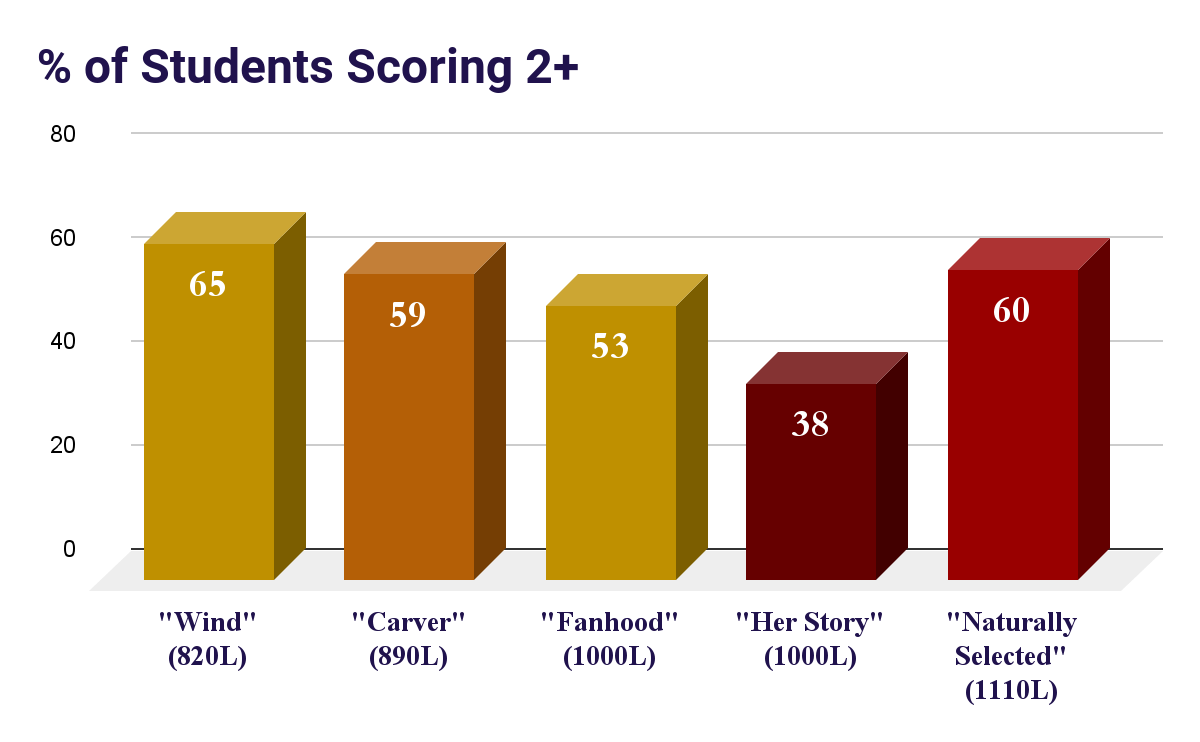 % of Students Scoring 2+
80
60
40
20
0
65
59
53
38
60
"Wind"
(820L)
"Carver"
(890L)
"Fanhood"
(1000L)
"Her Story"
(1000L)
"Naturally
Selected"
(1110L)